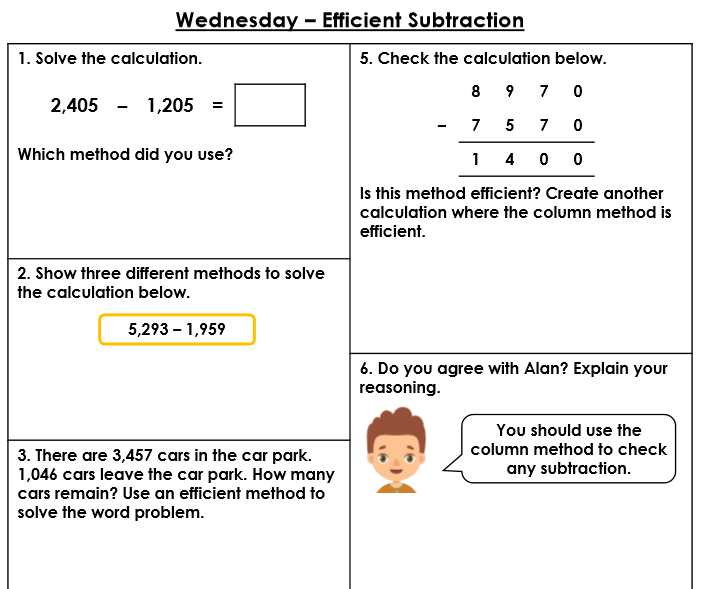 Wednesday – Efficient Subtraction
1. Solve the calculation.
2,405 – 1,205 =
Which method did you use?
2. Show three different methods to solve
the calculation below.
5,293 – 1,959
3. There are 3,457 cars in the car park.
1,046 cars leave the car park. How many
cars remain? Use an efficient method to
solve the word problem.
5. Check the calculation below.
8 9 7 0
– 7 5 7 0
1 4 0 0
Is this method efficient? Create another
calculation where the column method is
efficient.
6. Do you agree with Alan? Explain your
reasoning.
You should use the
column method to check
any subtraction.